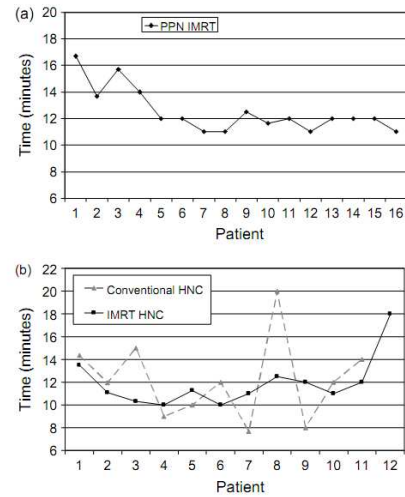 (a)
20
18
16
14
12
10
8
6
Time (minutes)
PPN IMRT
1 2 3 4 5 6 7 8 9 10 11 12 13 14 15 16
Patient
(b)
22
20
18
16
14
12
10
8
6
Time (minutes)
Conventional HNC
IMRT HNC
1 2 3 4 5 6 7 8 9 10 11 12
Patient